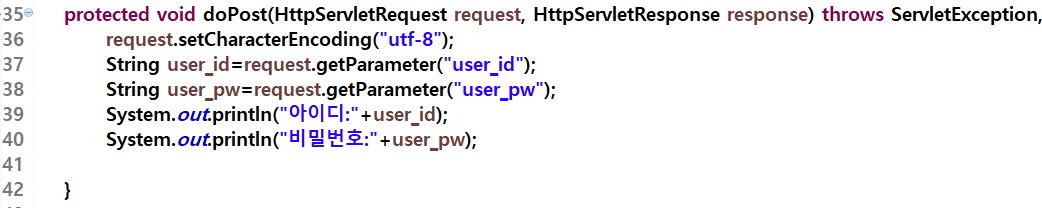 35 protected void doPost(HttpServletRequest request, HttpServletResponse response) throws ServletException,
36 request.setCharacterEncoding("utf-8");
37 String user_id=request.getParameter("user_id");
38 String user_pw=request.getParameter("user_pw");
39 System.out.println("아이디:"+user_id);
40 System.out.println("비밀번호:"+user_pw);
41
42 }